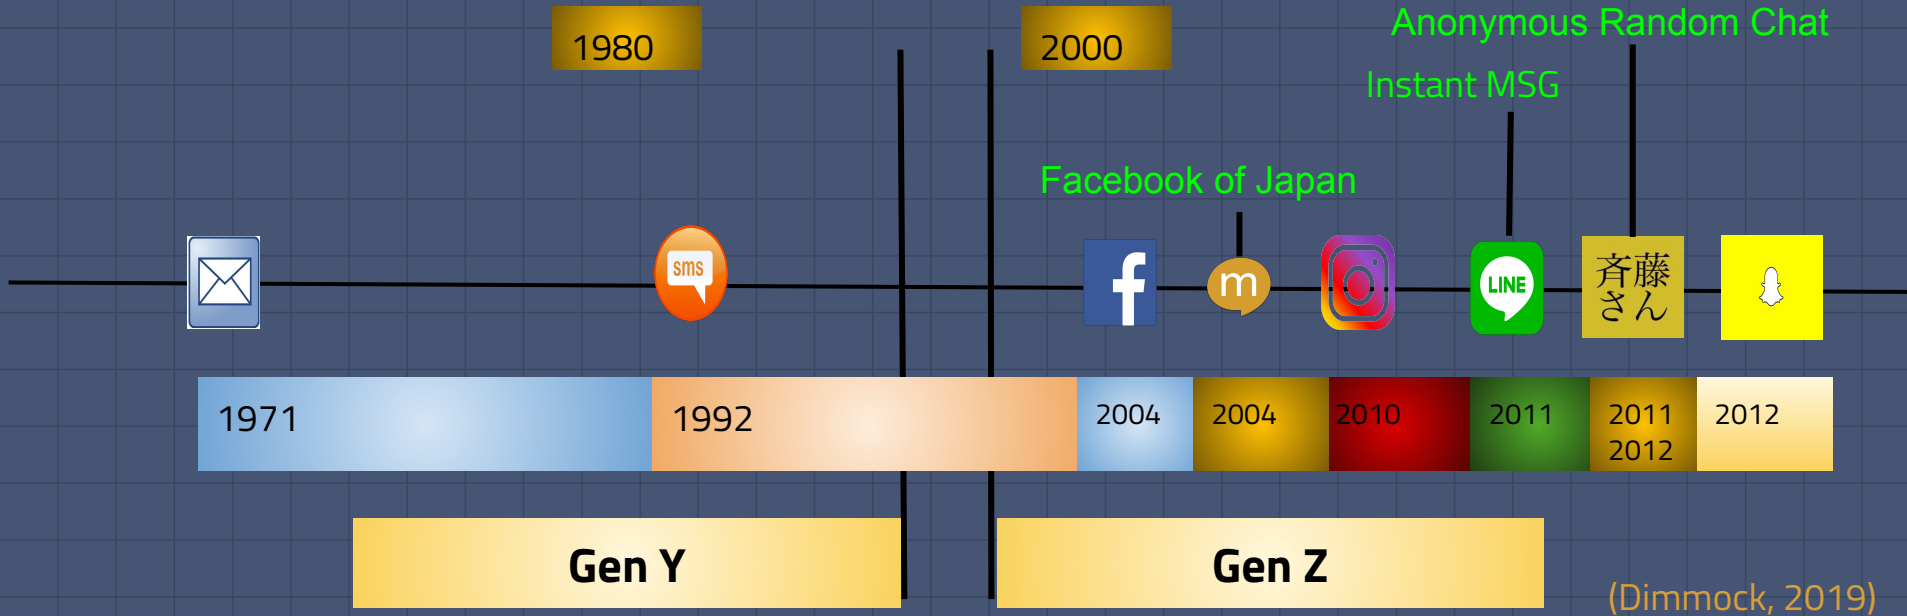 1980
2000
Anonymous Random Chat
Instant MSG
Facebook of Japan
sms
f
m
LINE
斉藤
さん
1971
1992
2004
2004
2010
2011
2011
2012
2012
Gen Y
Gen Z
(Dimmock, 2019)